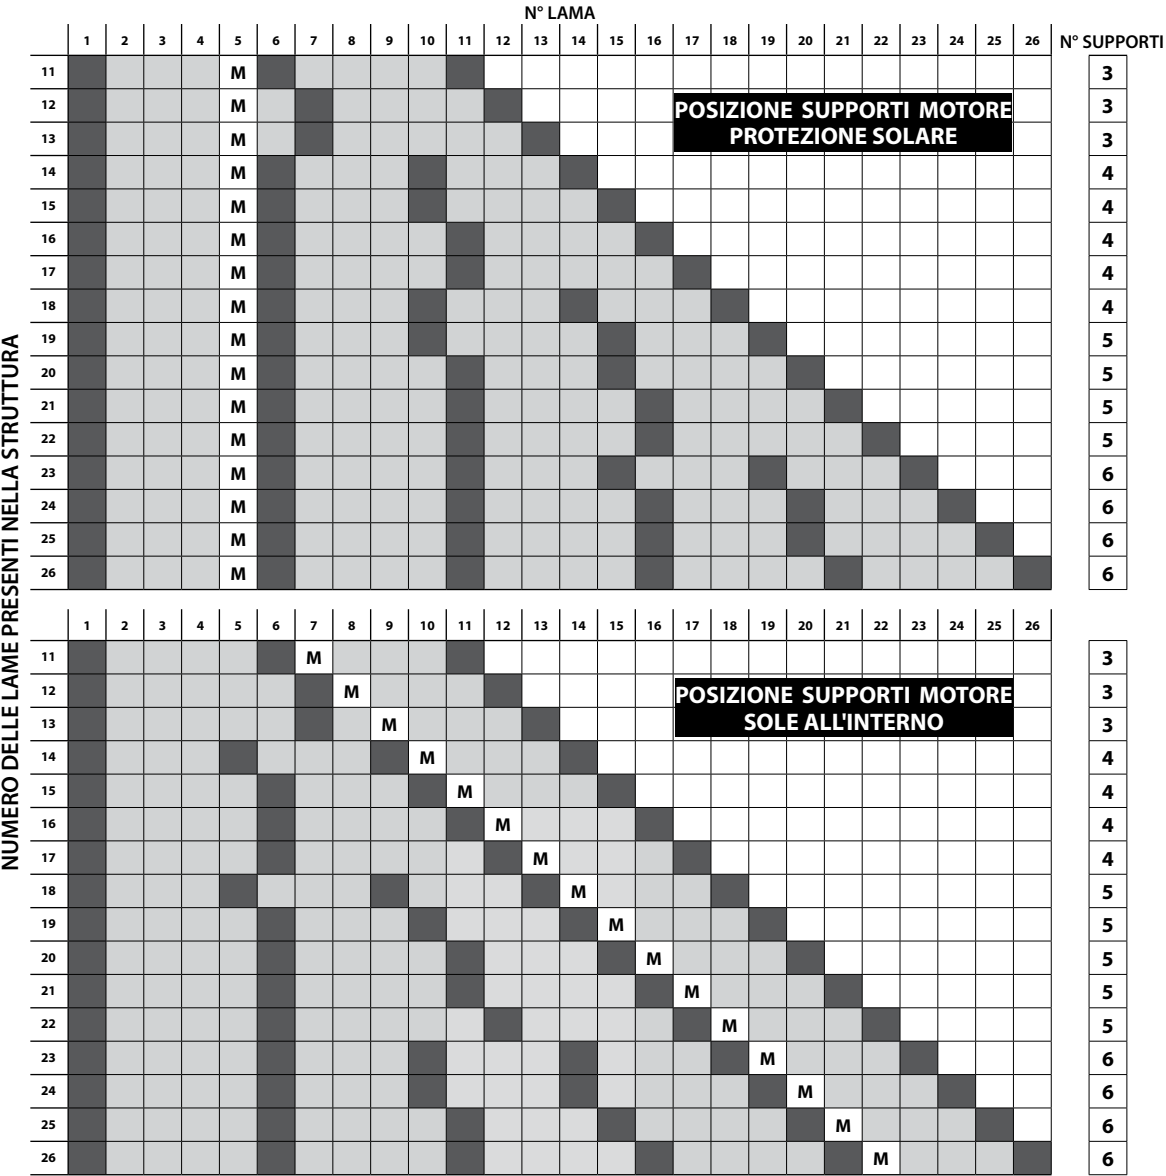 N° LAMA
1 2 3 4 5 6 7 8 9 10 11 12 13 14 15 16 17 18 19 20 21 22 23 24 25 26 N° SUPPORTI
11 M 3
12 M 3
13 M 3
POSIZIONE SUPPORTI MOTORE
PROTEZIONE SOLARE
14 M 4
15 M 4
16 M 4
17 M 4
18 M 4
19 M 5
20 M 5
21 M 5
22 M 5
23 M 6
24 M 6
25 M 6
26 M 6
NUMERO DELLE LAME PRESENTI NELLA STRUTTURA
1 2 3 4 5 6 7 8 9 10 11 12 13 14 15 16 17 18 19 20 21 22 23 24 25 26
11 M 3
12 M 3
13 M 3
POSIZIONE SUPPORTI MOTORE
SOLE ALL'INTERNO
14 M 4
15 M 4
16 M 4
17 M 4
18 M 5
19 M 5
20 M 5
21 M 5
22 M 5
23 M 6
24 M 6
25 M 6
26 M 6